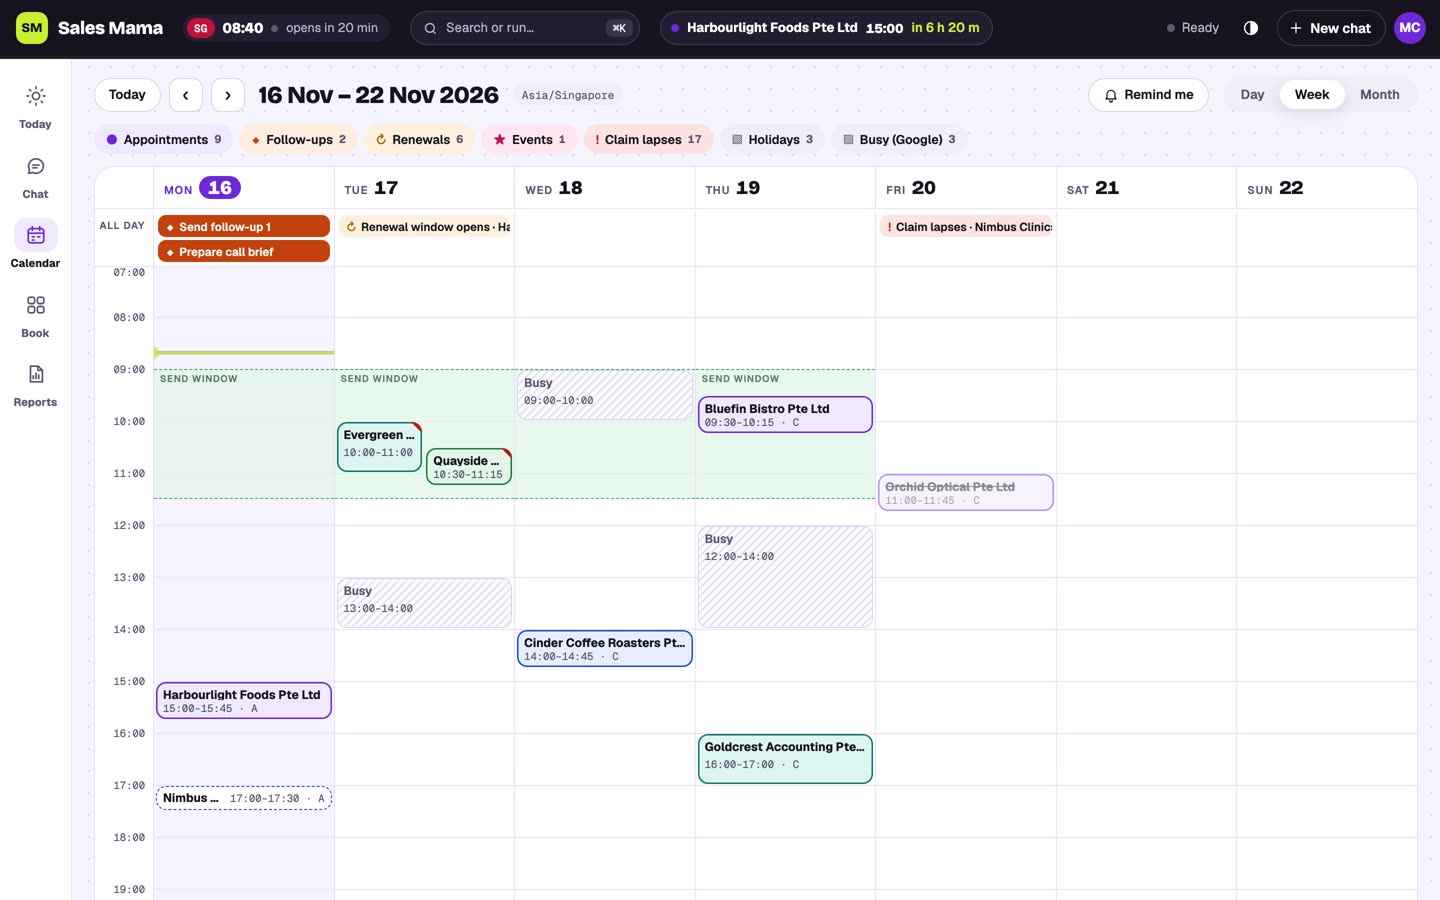 SM Sales Mama SG 08:40 opens in 20 min Search or run... ⌘K Harbourlight Foods Pte Ltd 15:00 in 6 h 20 m Ready New chat MC
Today
Chat
Calendar
Book
Reports
Today ‹ › 16 Nov – 22 Nov 2026 Asia/Singapore Remind me Day Week Month
Appointments 9 Follow-ups 2 Renewals 6 Events 1 ! Claim lapses 17 Holidays 3 Busy (Google) 3
MON 16 TUE 17 WED 18 THU 19 FRI 20 SAT 21 SUN 22
ALL DAY
Send follow-up 1
Prepare call brief
Renewal window opens · Ha
! Claim lapses · Nimbus Clinics
07:00
08:00
09:00
10:00
11:00
12:00
13:00
14:00
15:00
16:00
17:00
18:00
19:00
SEND WINDOW
Harbourlight Foods Pte Ltd
15:00–15:45 · A
Nimbus ... 17:00–17:30 · A
SEND WINDOW
Evergreen ...
10:00–11:00
Quayside ...
10:30–11:15
Busy
13:00–14:00
Busy
09:00–10:00
Cinder Coffee Roasters Pt...
14:00–14:45 · C
SEND WINDOW
Bluefin Bistro Pte Ltd
09:30–10:15 · C
Busy
12:00–14:00
Goldcrest Accounting Pte...
16:00–17:00 · C
Orchid Optical Pte Ltd
11:00–11:45 · C